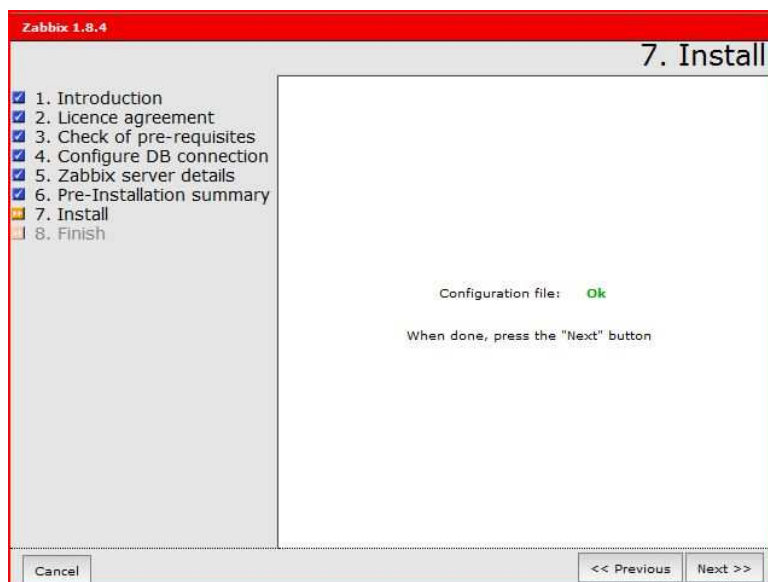 Zabbix 1.8.4
7. Install
1. Introduction
2. Licence agreement
3. Check of pre-requisites
4. Configure DB connection
5. Zabbix server details
6. Pre-Installation summary
7. Install
8. Finish
Configuration file: Ok
When done, press the "Next" button
Cancel
<< Previous
Next >>